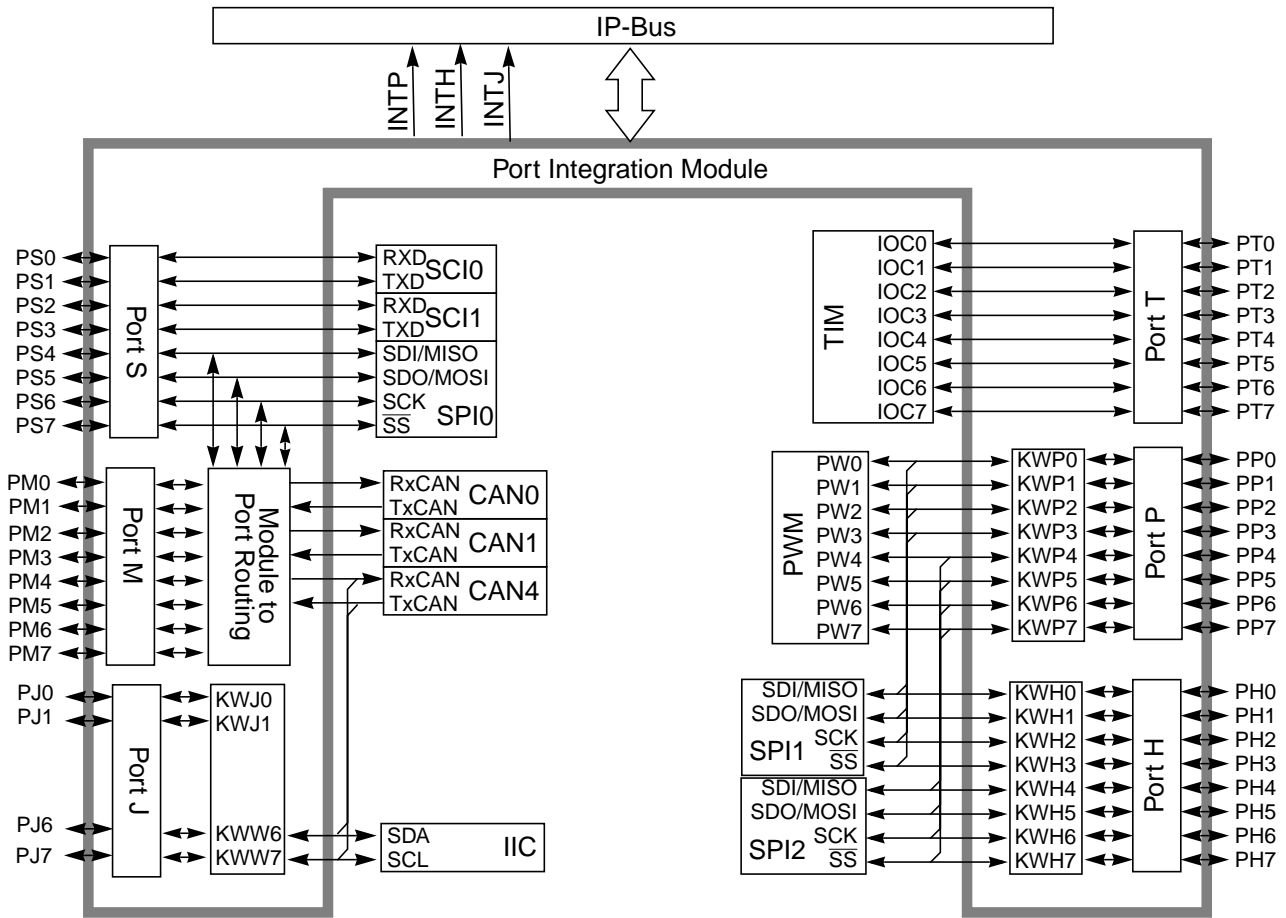 IP-Bus
INTP
INTH
INTJ
Port Integration Module
PS0
PS1
PS2
PS3
PS4
PS5
PS6
PS7
Port S
RXD
TXD
SCI0
RXD
TXD
SCI1
SDI/MISO
SDO/MOSI
SCK
SS
SPI0
PM0
PM1
PM2
PM3
PM4
PM5
PM6
PM7
Port M
Module to
Port Routing
RxCAN
TxCAN
CAN0
RxCAN
TxCAN
CAN1
RxCAN
TxCAN
CAN4
PJ0
PJ1
PJ6
PJ7
Port J
KWJ0
KWJ1
KWW6
KWW7
SDA
SCL
IIC
TIM
IOC0
IOC1
IOC2
IOC3
IOC4
IOC5
IOC6
IOC7
Port T
PT0
PT1
PT2
PT3
PT4
PT5
PT6
PT7
PWM
PW0
PW1
PW2
PW3
PW4
PW5
PW6
PW7
KWP0
KWP1
KWP2
KWP3
KWP4
KWP5
KWP6
KWP7
Port P
PP0
PP1
PP2
PP3
PP4
PP5
PP6
PP7
SDI/MISO
SDO/MOSI
SCK
SS
SPI1
SDI/MISO
SDO/MOSI
SCK
SS
SPI2
KWH0
KWH1
KWH2
KWH3
KWH4
KWH5
KWH6
KWH7
Port H
PH0
PH1
PH2
PH3
PH4
PH5
PH6
PH7